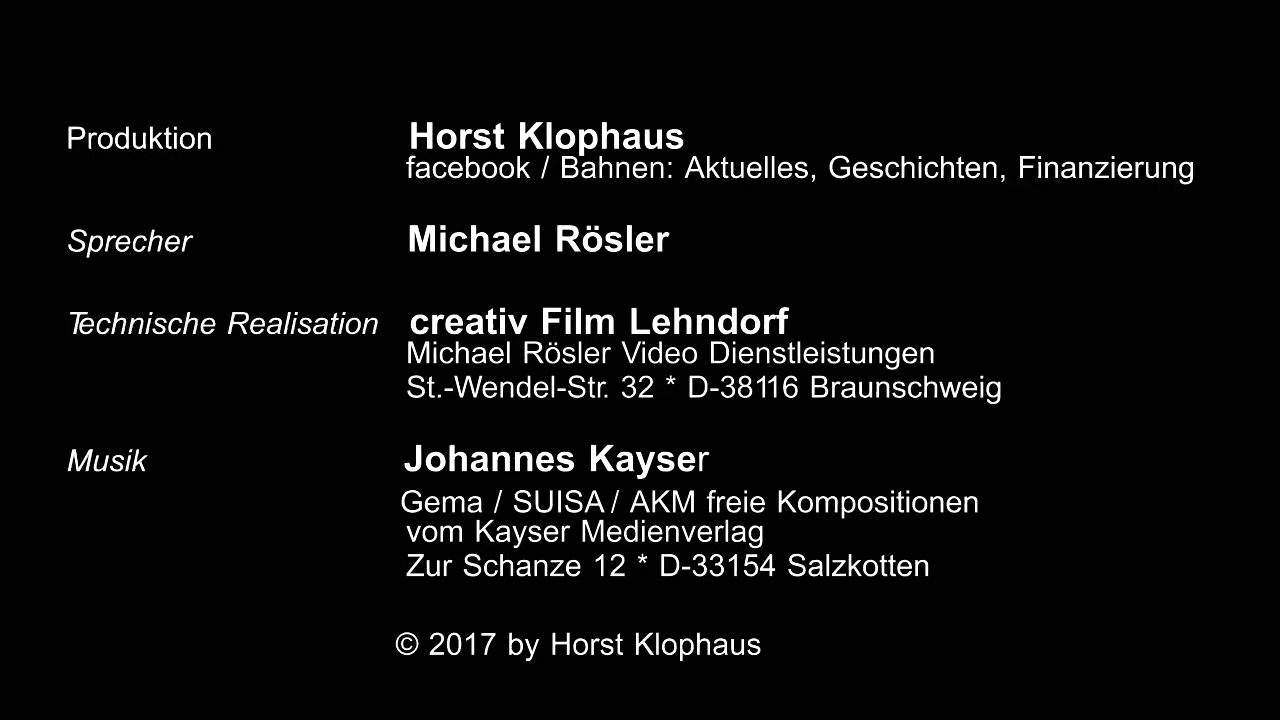 Produktion Horst Klophaus
facebook / Bahnen: Aktuelles, Geschichten, Finanzierung
Sprecher Michael Rösler
Technische Realisation creativ Film Lehndorf
Michael Rösler Video Dienstleistungen
St.-Wendel-Str. 32 * D-38116 Braunschweig
Musik Johannes Kayser
Gema / SUISA / AKM freie Kompositionen
vom Kayser Medienverlag
Zur Schanze 12 * D-33154 Salzkotten
© 2017 by Horst Klophaus